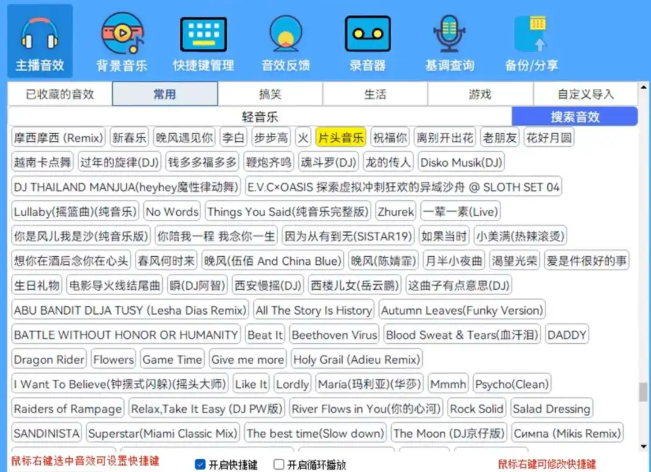 主播音效 背景音乐 快捷键管理 音效反馈 录音器 基调查询 备份/分享
已收藏的音效 常用 搞笑 生活 游戏 自定义导入
轻音乐 搜索音效
摩西摩西 (Remix) 新春乐 晚风遇见你 李白 步步高 火 片头音乐 祝福你 离别开出花 老朋友 花好月圆
越南卡点舞 过年的旋律(DJ) 钱多多福多多 鞭炮齐鸣 魂斗罗(DJ) 龙的传人 Disko Musik(DJ)
DJ THAILAND MANJUA(heyhey魔性律动舞) E.V.C×OASIS 探索虚拟冲刺狂欢的异域沙舟 @ SLOTH SET 04
Lullaby(摇篮曲)(纯音乐) No Words Things You Said(纯音乐完整版) Zhurek 一荤一素(Live)
你是风儿我是沙(纯音乐版) 你陪我一程 我念你一生 因为从有到无(SISTAR19) 如果当时 小美满(热辣滚烫)
想你在酒后念你在心头 春风何时来 晚风(伍佰 And China Blue) 晚风(陈婧霏) 月半小夜曲 渴望光荣 爱是件很好的事
生日礼物 电影导火线结尾曲 瞬(DJ阿智) 西安慢摇(DJ) 西楼儿女(岳云鹏) 这曲子有点意思(DJ)
ABU BANDIT DLJA TUSY (Lesha Dias Remix) All The Story Is History Autumn Leaves(Funky Version)
BATTLE WITHOUT HONOR OR HUMANITY Beat It Beethoven Virus Blood Sweat & Tears(血汗泪) DADDY
Dragon Rider Flowers Game Time Give me more Holy Grail (Adieu Remix)
I Want To Believe(钟摆式闪躲)(摇头大师) Like It Lordly María(玛利亚)(华莎) Mmmh Psycho(Clean)
Raiders of Rampage Relax,Take It Easy (DJ PW版) River Flows in You(你的心河) Rock Solid Salad Dressing
SANDINISTA Superstar(Miami Classic Mix) The best time(Slow down) The Moon (DJ京仔版) Симпа (Mikis Remix)
鼠标右键选中音效可设置快捷键 开启快捷键 开启循环播放 鼠标右键可修改快捷键